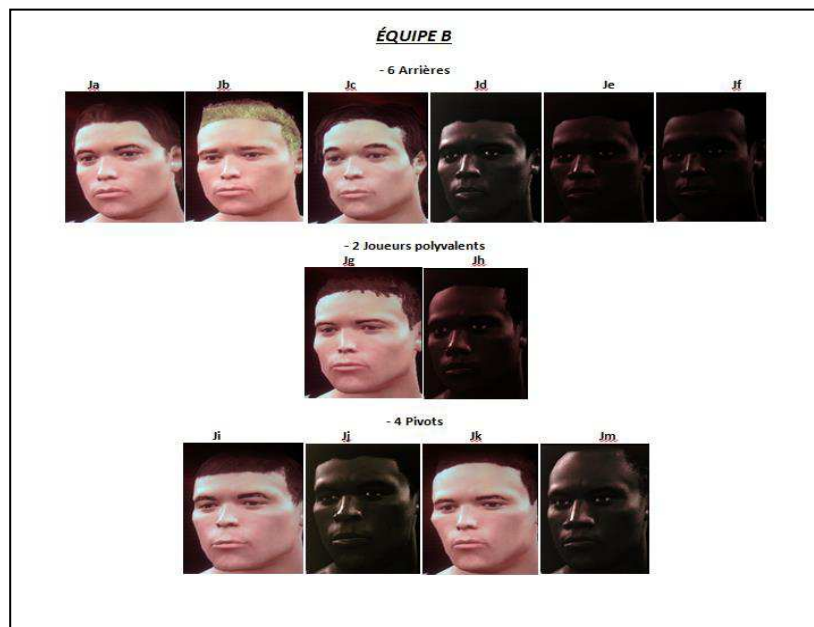 ÉQUIPE B
- 6 Arrières
Ja Jb Jc Jd Je Jf
- 2 Joueurs polyvalents
Jg Jh
- 4 Pivots
Ji Jj Jk Jm